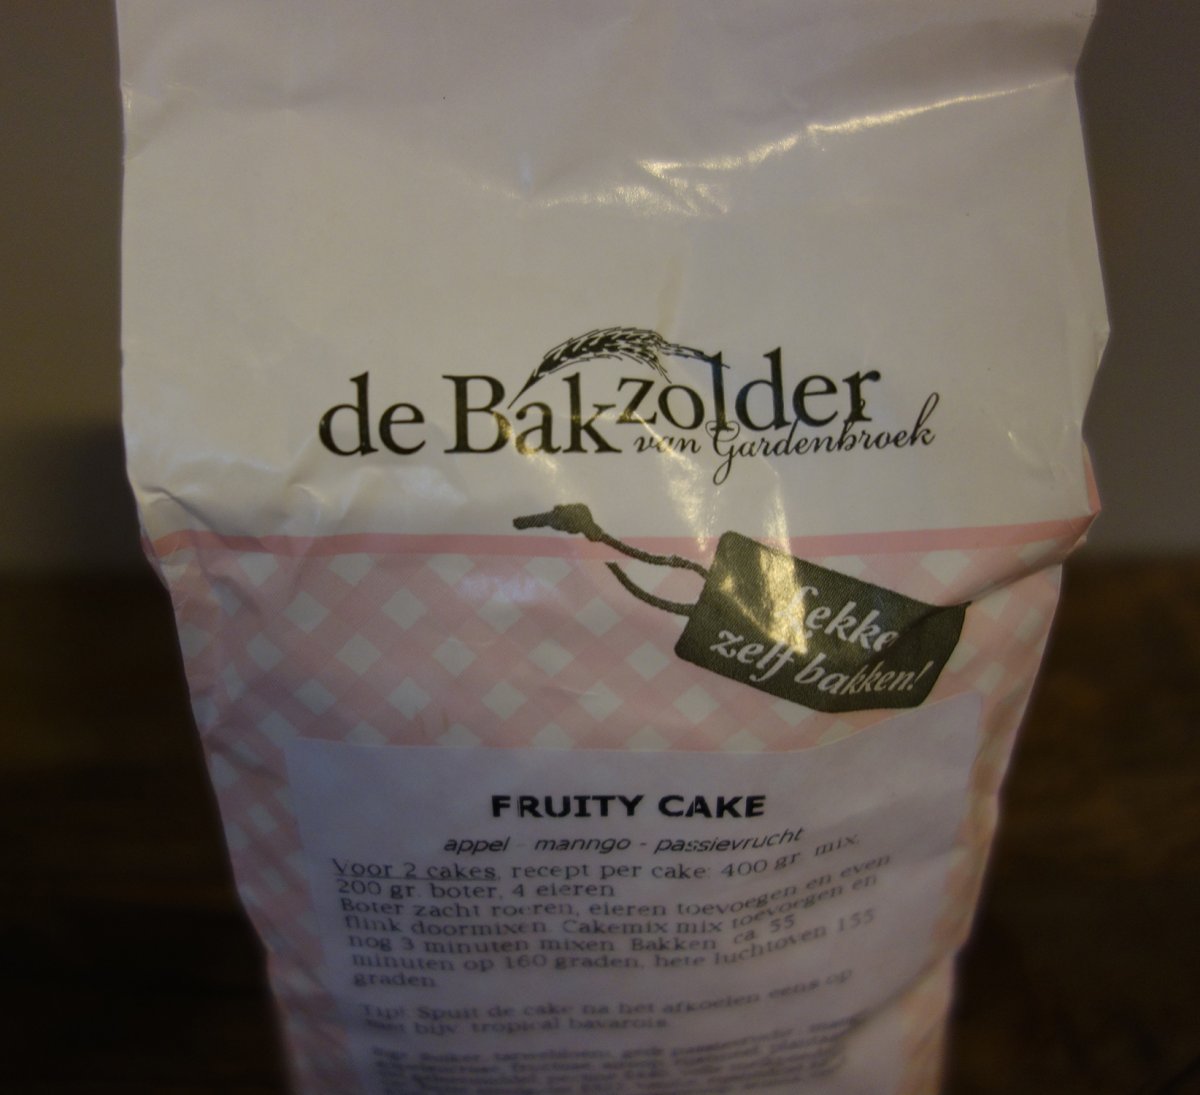 de Bakzolder
van Gardenbroek
Lekke
zelf bakken!
FRUITY CAKE
appel - manngo - passievrucht
Voor 2 cakes, recept per cake: 400 gr. mix,
200 gr. boter, 4 eieren
Boter zacht roeren, eieren toevoegen en even
flink doormixen. Cakemix mix toevoegen en
nog 3 minuten mixen. Bakken ca. 55
minuten op 160 graden, hete luchtoven 155
graden
Tip! Spuit de cake na het afkoelen eens op
met bijv. tropical bavarois.